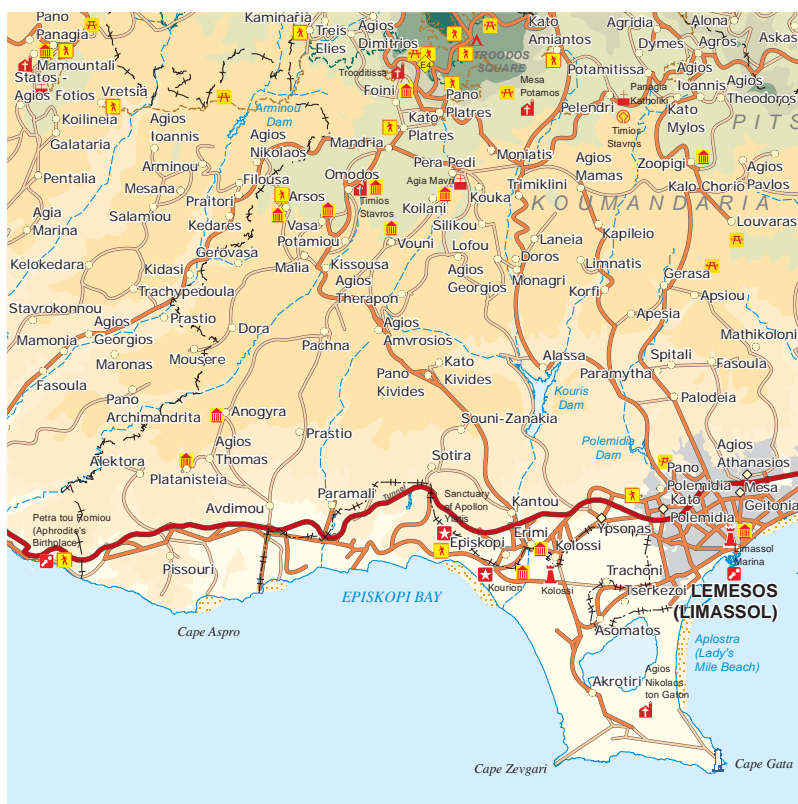 Pano
Panagia
Mamountali
Statos -
Agios Fotios
Vretsia
Koilineia
Galataria
Kaminaria
Treis
Elies
Agios
Dimitrios
Trooditissa
Foini
E4
TROODOS
SQUARE
Kato
Amiantos
Mesa
Potamos
Pano
Platres
Kato
Platres
Agridia
Dymes
Potamitissa
Pelendri
Panagia
Katholiki
Timios
Stavros
Alona
Agros
Askas
Agios
Ioannis
Agios
Theodoros
Kato
Mylos
PITS
Arminou
Dam
Agios
Ioannis
Agios
Nikolaos
Mandria
Moniatis
Pera Pedi
Zoopigi
Agios
Mamas
Agios
Pavlos
Kalo Chorio
Pentalia
Arminou
Mesana
Filousa
Praitori
Arsos
Omodos
Timios
Stavros
Agia Mavri
Koilani
Kouka
Trimiklini
KOUMANDARIA
Louvaras
Agia
Marina
Salamiou
Kedares
Vasa
Potamiou
Silikou
Vouni
Lofou
Laneia
Doros
Kapileio
Gerovasa
Kelokedara
Kidasi
Malia
Kissousa
Agios
Therapon
Agios
Georgios
Monagri
Limnatis
Korfi
Gerasa
Apsiou
Trachypedoula
Stavrokonnou
Agios
Georgios
Prastio
Dora
Mamonia
Maronas
Mousere
Pachna
Agios
Amvrosios
Apesia
Mathikoloni
Fasoula
Kato
Kivides
Pano
Kivides
Alassa
Paramytha
Spitali
Fasoula
Kouris
Dam
Palodeia
Pano
Archimandrita
Anogyra
Souni-Zanakia
Prastio
Agios
Thomas
Polemidia
Dam
Agios
Athanasios
Alektora
Platanisteia
Sotira
Pano
Polemidia
Mesa
Geitonia
Kato
Polemidia
Avdimou
Paramali
Tunnel
Sanctuary
of Apollon
Ylatis
Kantou
Ypsonas
Petra tou Romiou
(Aphrodite's
Birthplace)
Episkopi
Erimi
Kolossi
Limassol
Marina
Pissouri
Kourion
Kolossi
Trachoni
Tserkezoi
LEMESOS
(LIMASSOL)
EPISKOPI BAY
Cape Aspro
Asomatos
Aplostra
(Lady's
Mile Beach)
Akrotiri
Agios
Nikolaos
ton Gaton
Cape Zevgari
Cape Gata